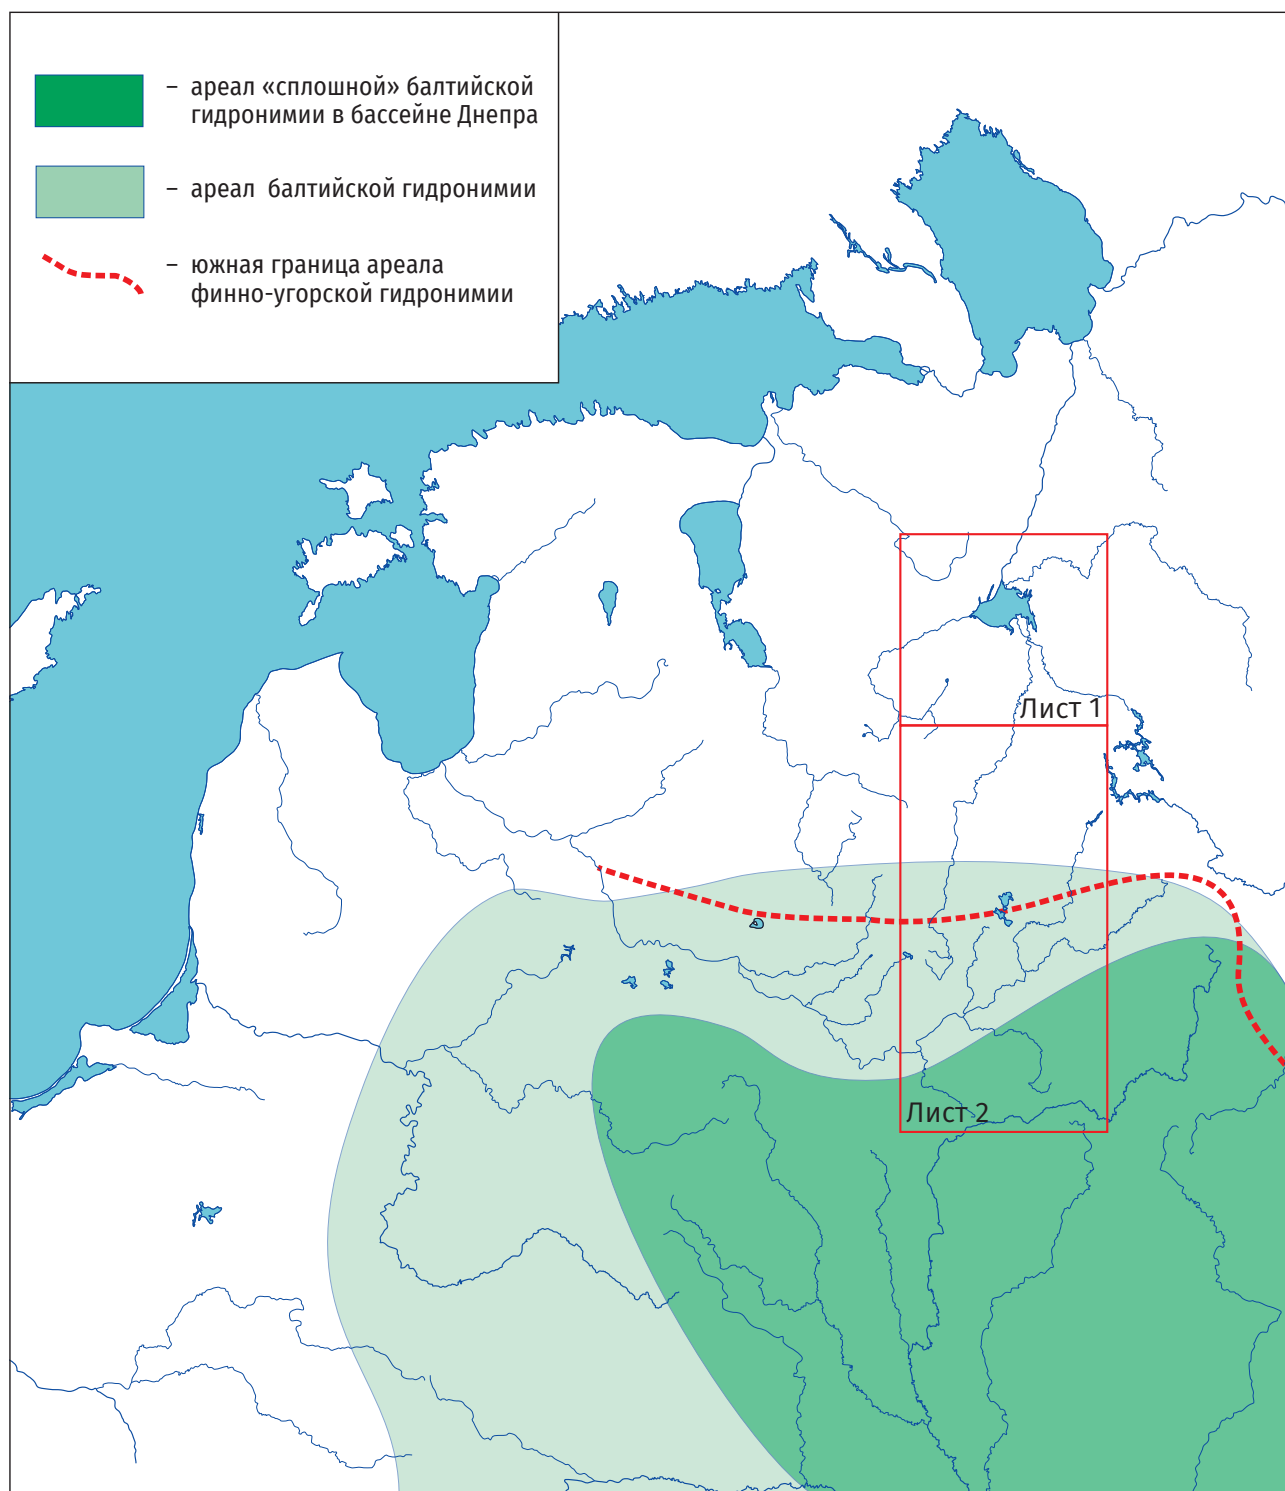 – ареал «сплошной» балтийской
гидронимии в бассейне Днепра
– ареал балтийской гидронимии
– южная граница ареала
финно-угорской гидронимии
Лист 1
Лист 2